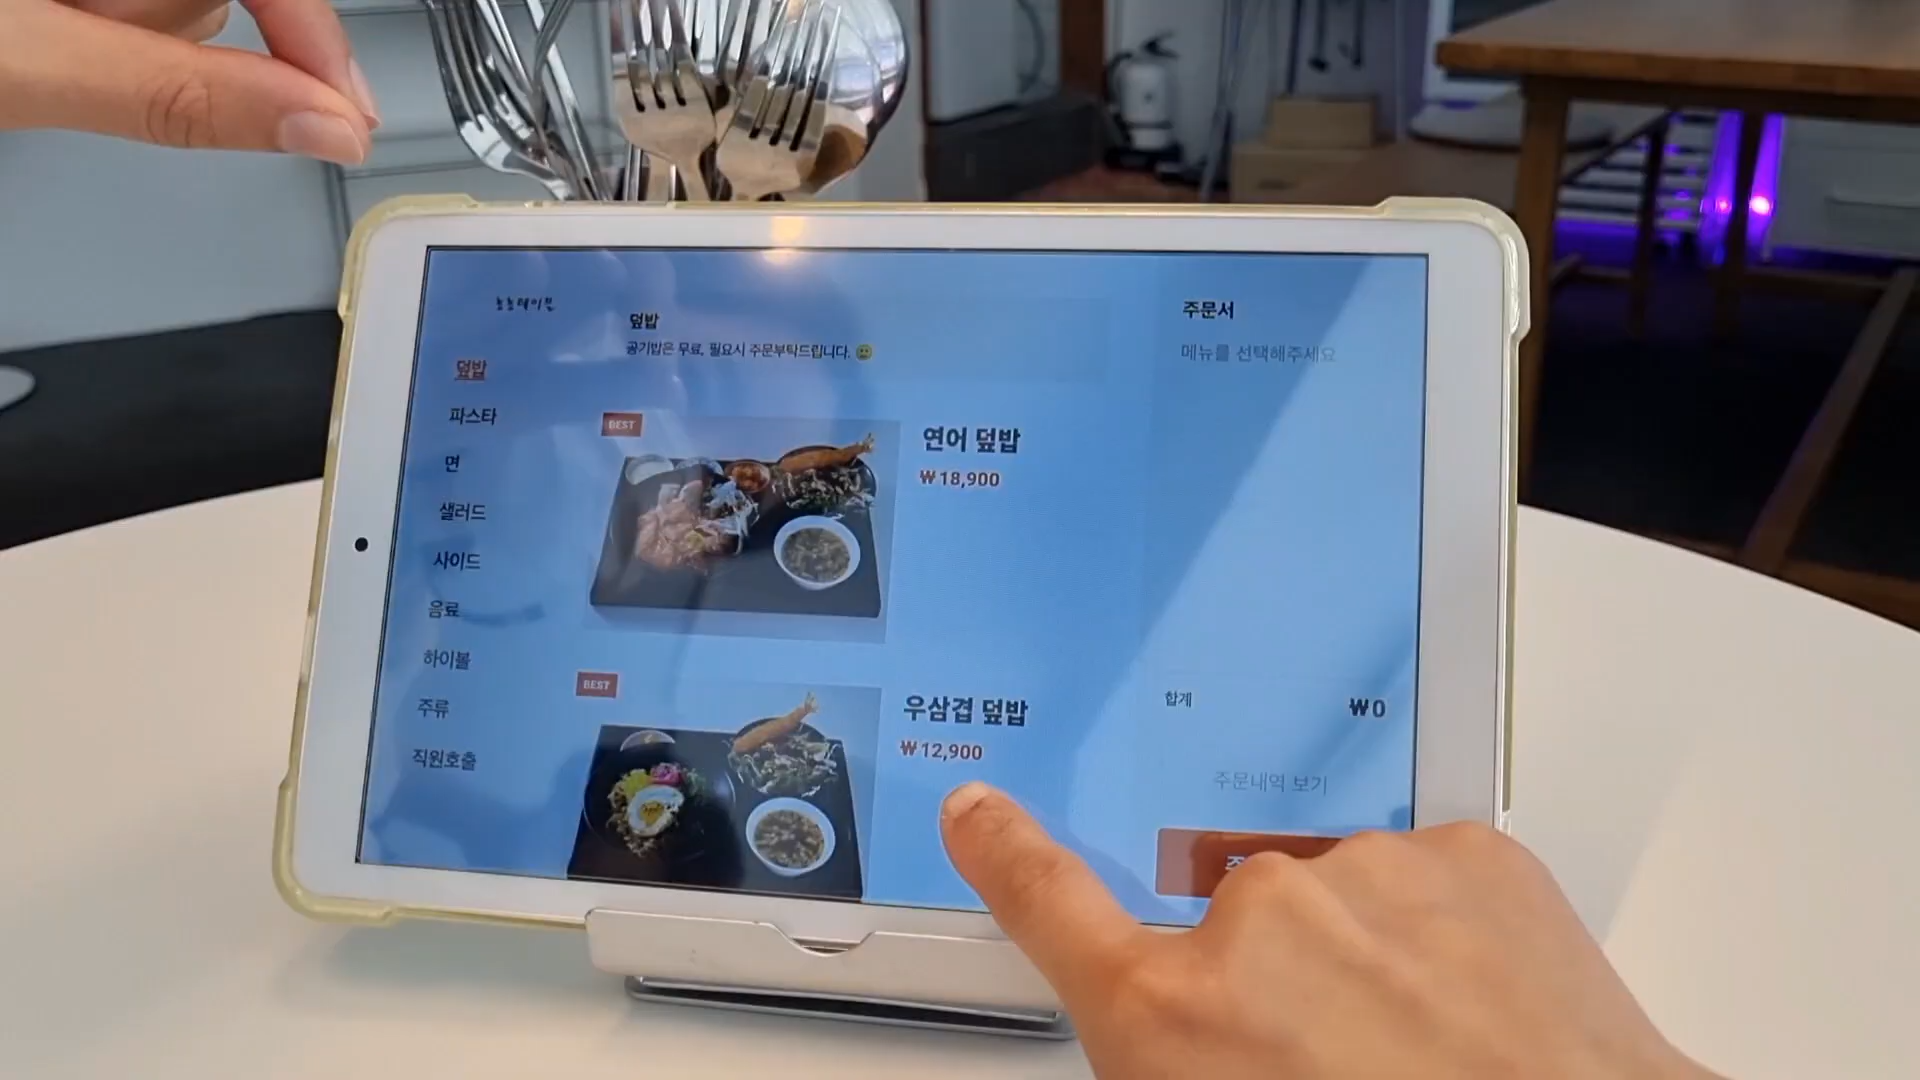 덮밥
파스타
면
샐러드
사이드
음료
하이볼
주류
직원호출
덮밥
공기밥은 무료, 필요시 주문부탁드립니다.
BEST
연어 덮밥
₩18,900
BEST
우삼겹 덮밥
₩12,900
주문서
메뉴를 선택해주세요
합계
₩0
주문내역 보기